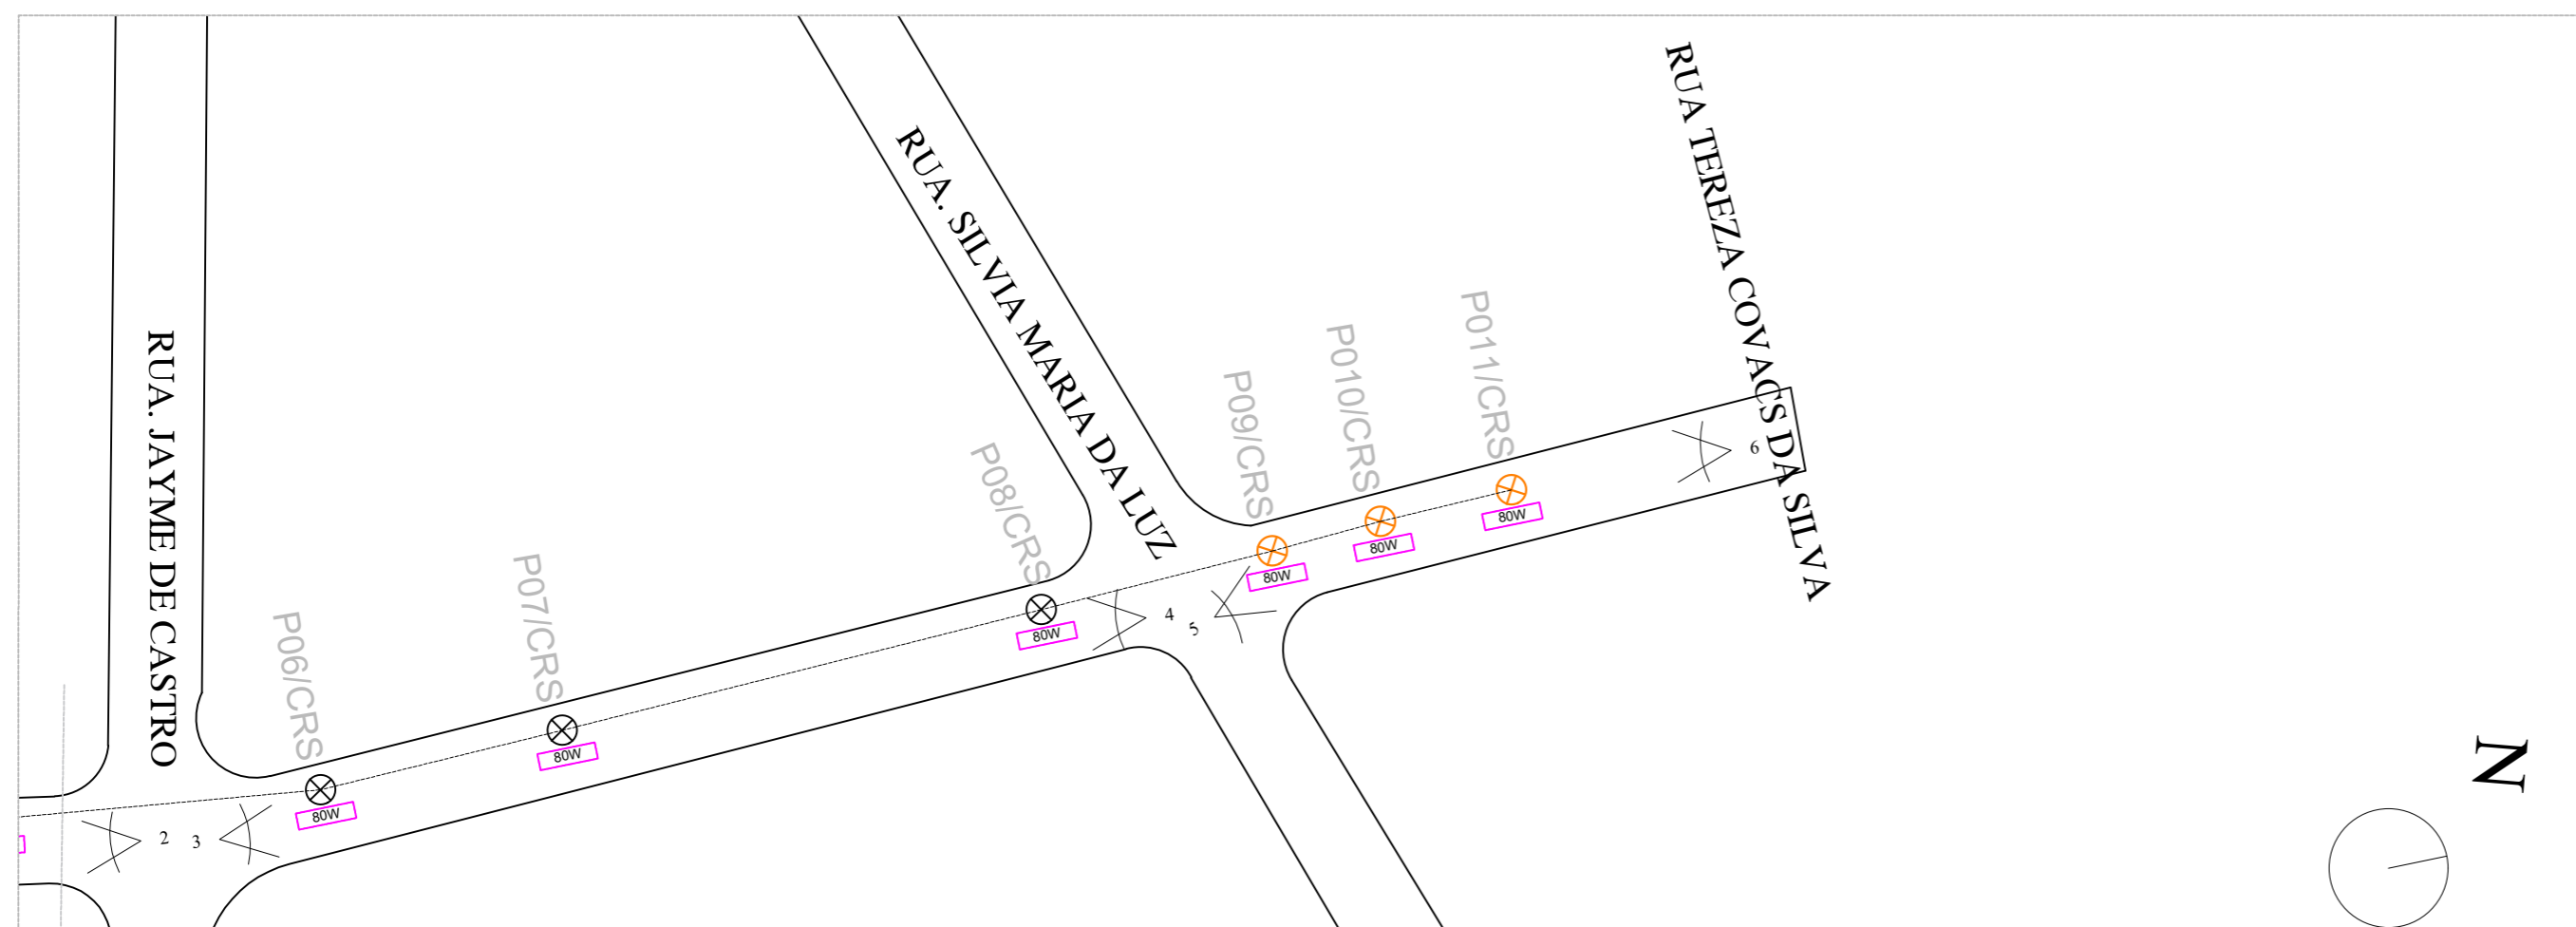 RUA. JAYME DE CASTRO
RUA. SILVIA MARIA DA LUZ
RUA TEREZA COVACS DA SILVA
P06/CRS
80W
P07/CRS
80W
P08/CRS
80W
P09/CRS
80W
P010/CRS
80W
P011/CRS
80W
2
3
4
5
6
N